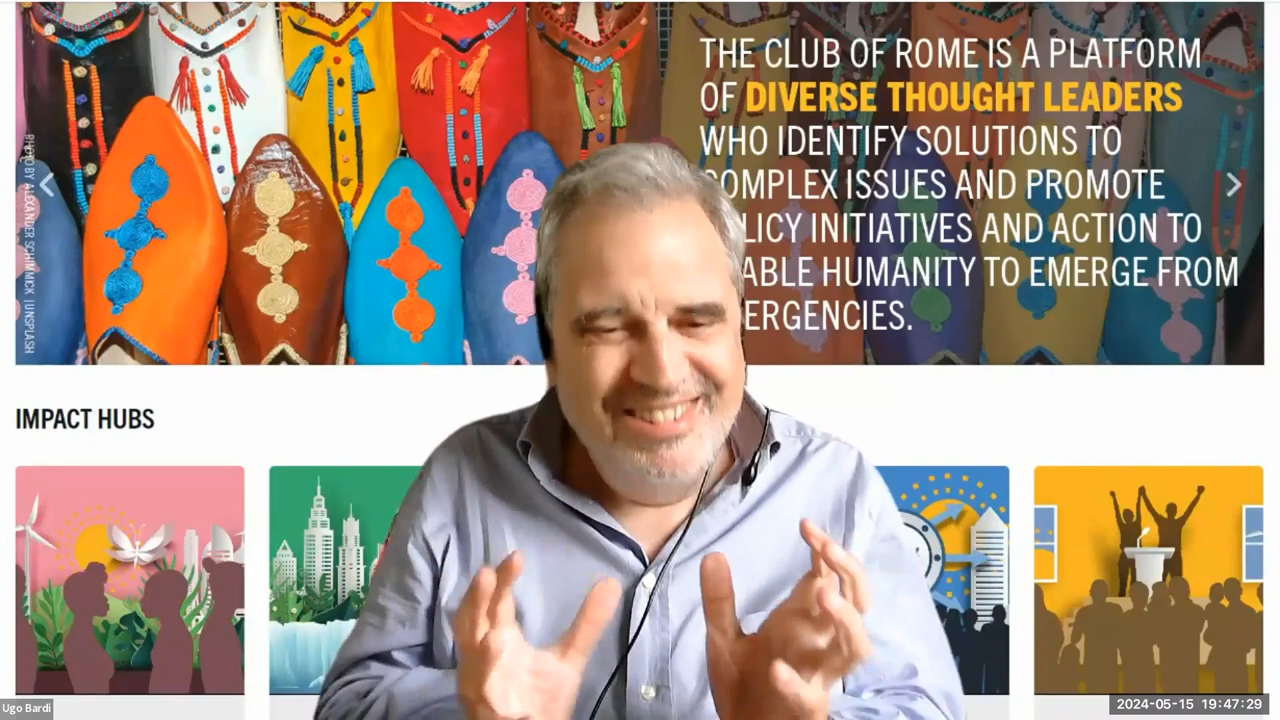 THE CLUB OF ROME IS A PLATFORM
OF DIVERSE THOUGHT LEADERS
WHO IDENTIFY SOLUTIONS TO
COMPLEX ISSUES AND PROMOTE
LICY INITIATIVES AND ACTION TO
ABLE HUMANITY TO EMERGE FROM
ERGENCIES.
PHOTO BY ALEXANDER SCHIMMECK | UNSPLASH
IMPACT HUBS
Ugo Bardi
2024-05-15 19:47:29